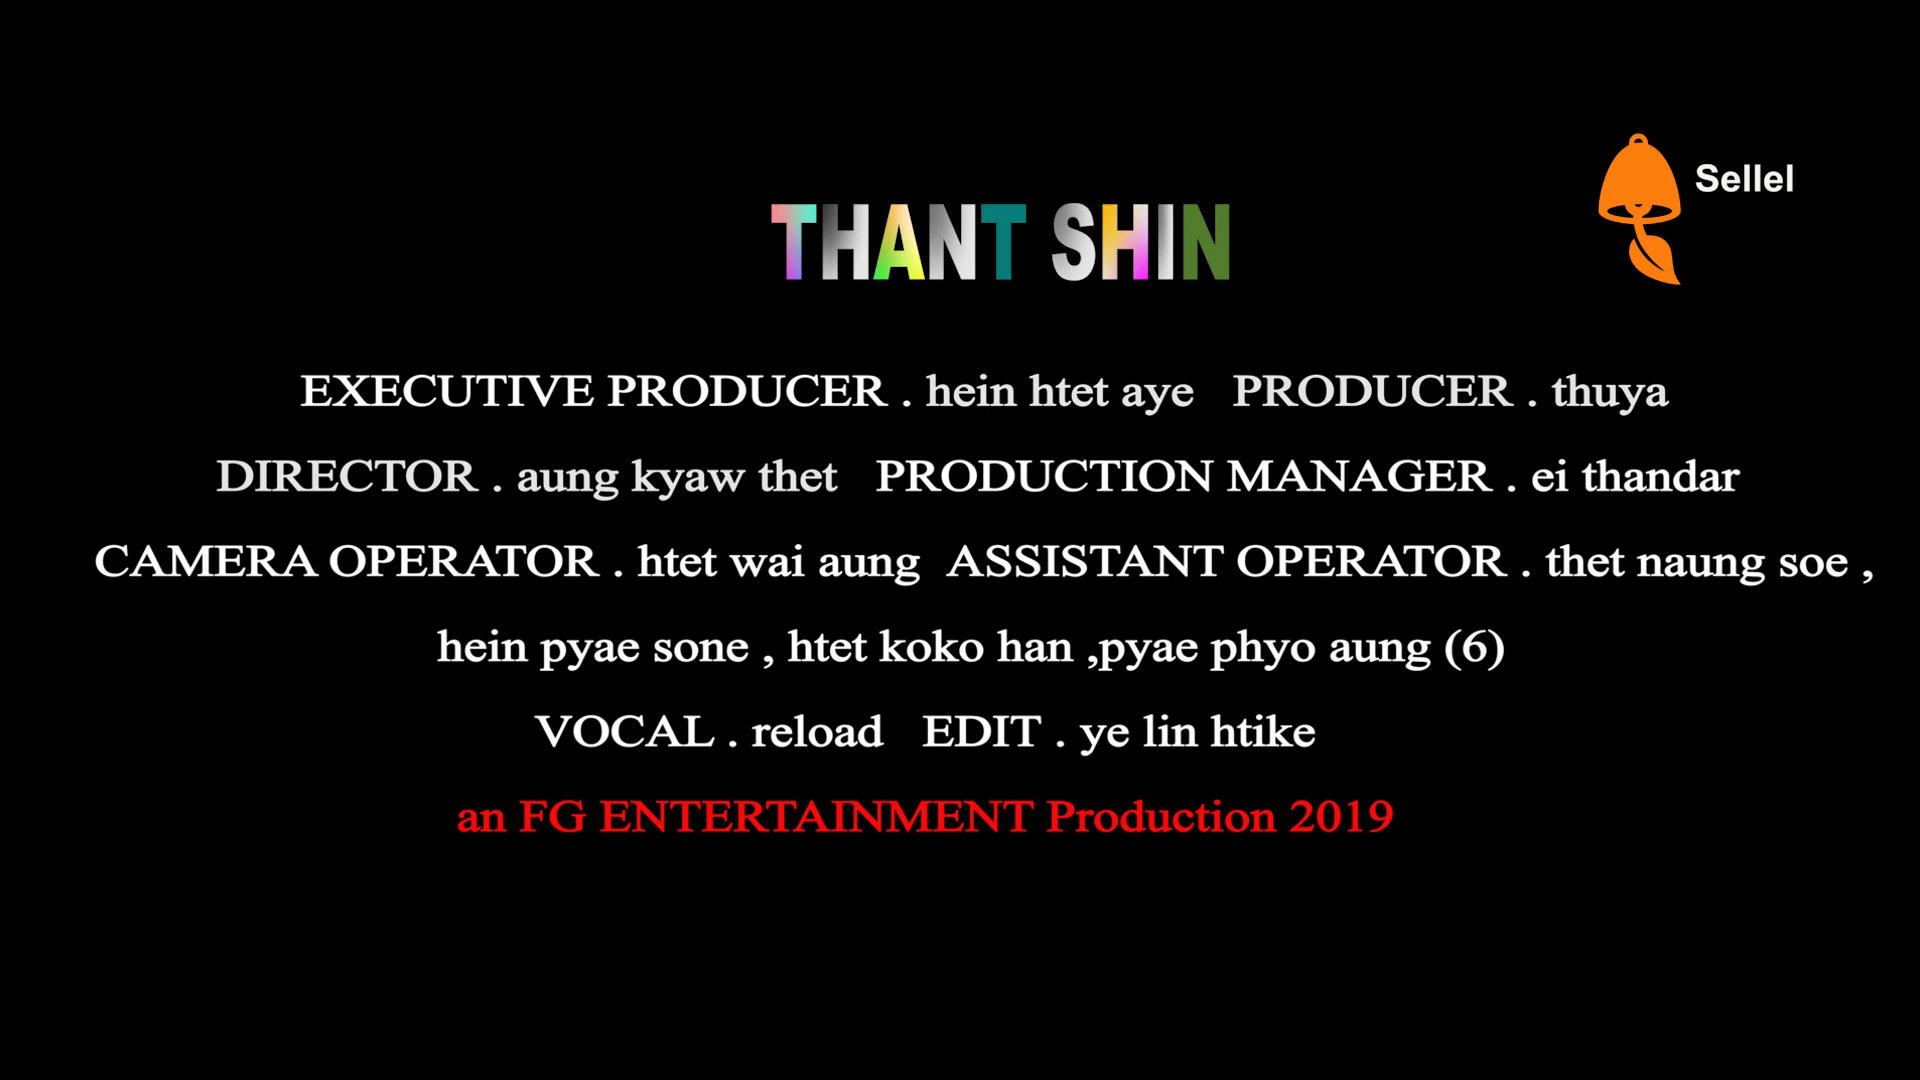 Sellel
THANT SHIN
EXECUTIVE PRODUCER . hein htet aye PRODUCER . thuya
DIRECTOR . aung kyaw thet PRODUCTION MANAGER . ei thandar
CAMERA OPERATOR . htet wai aung ASSISTANT OPERATOR . thet naung soe ,
hein pyae sone , htet koko han ,pyae phyo aung (6)
VOCAL . reload EDIT . ye lin htike
an FG ENTERTAINMENT Production 2019